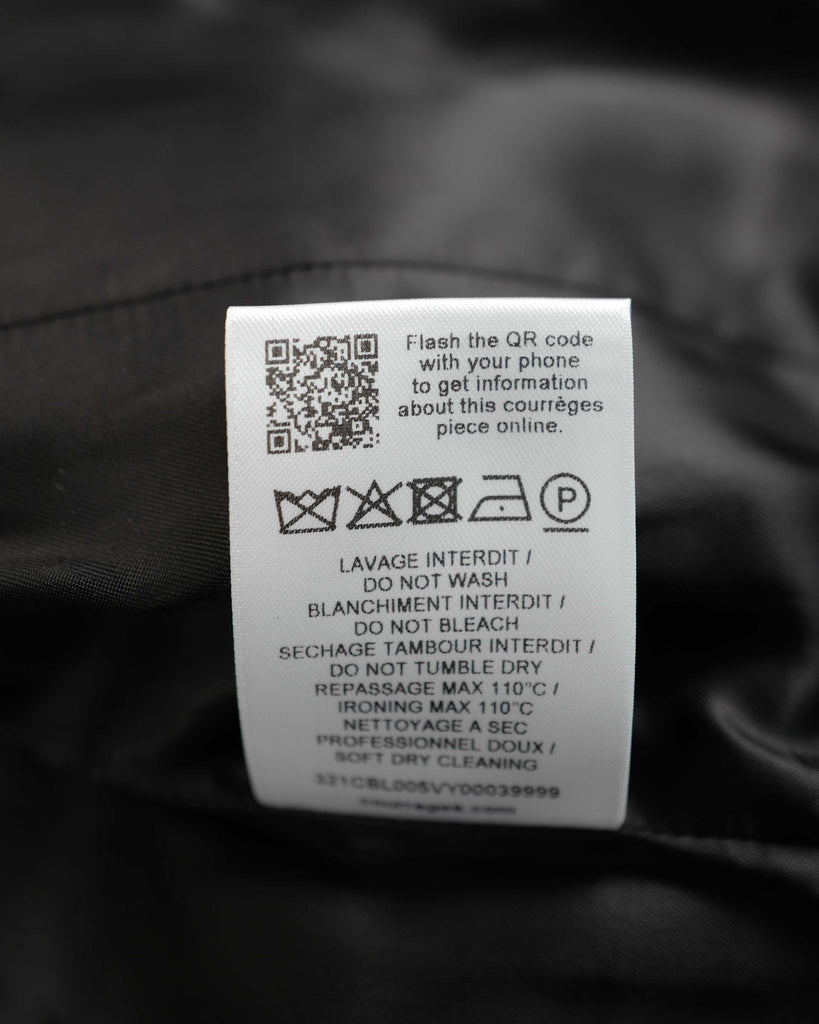 Flash the QR code
with your phone
to get information
about this courrèges
piece online.
P
LAVAGE INTERDIT /
DO NOT WASH
BLANCHIMENT INTERDIT /
DO NOT BLEACH
SECHAGE TAMBOUR INTERDIT /
DO NOT TUMBLE DRY
REPASSAGE MAX 110°C /
IRONING MAX 110°C
NETTOYAGE A SEC
PROFESSIONNEL DOUX /
SOFT DRY CLEANING
321CBL005VY00039999
courreges.com